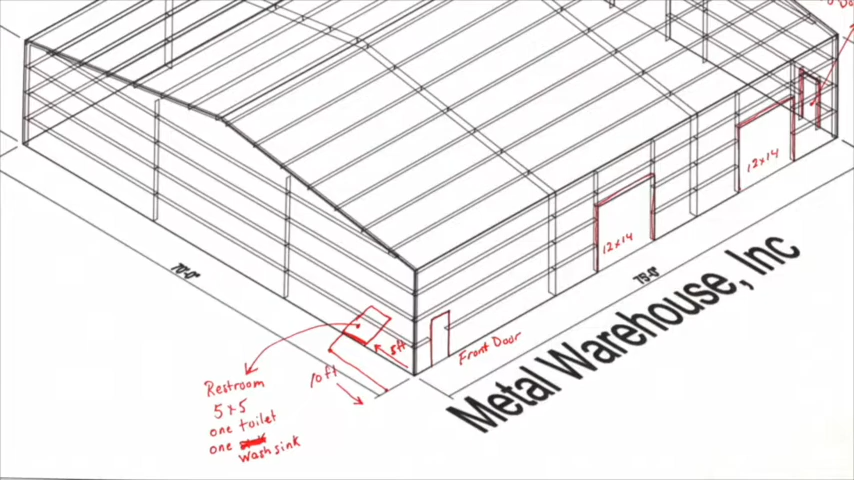 12x14
12x14
70'-0"
75'-0"
Metal Warehouse, Inc
Front Door
5ft
10ft
Restroom
5x5
one toilet
one
wash sink